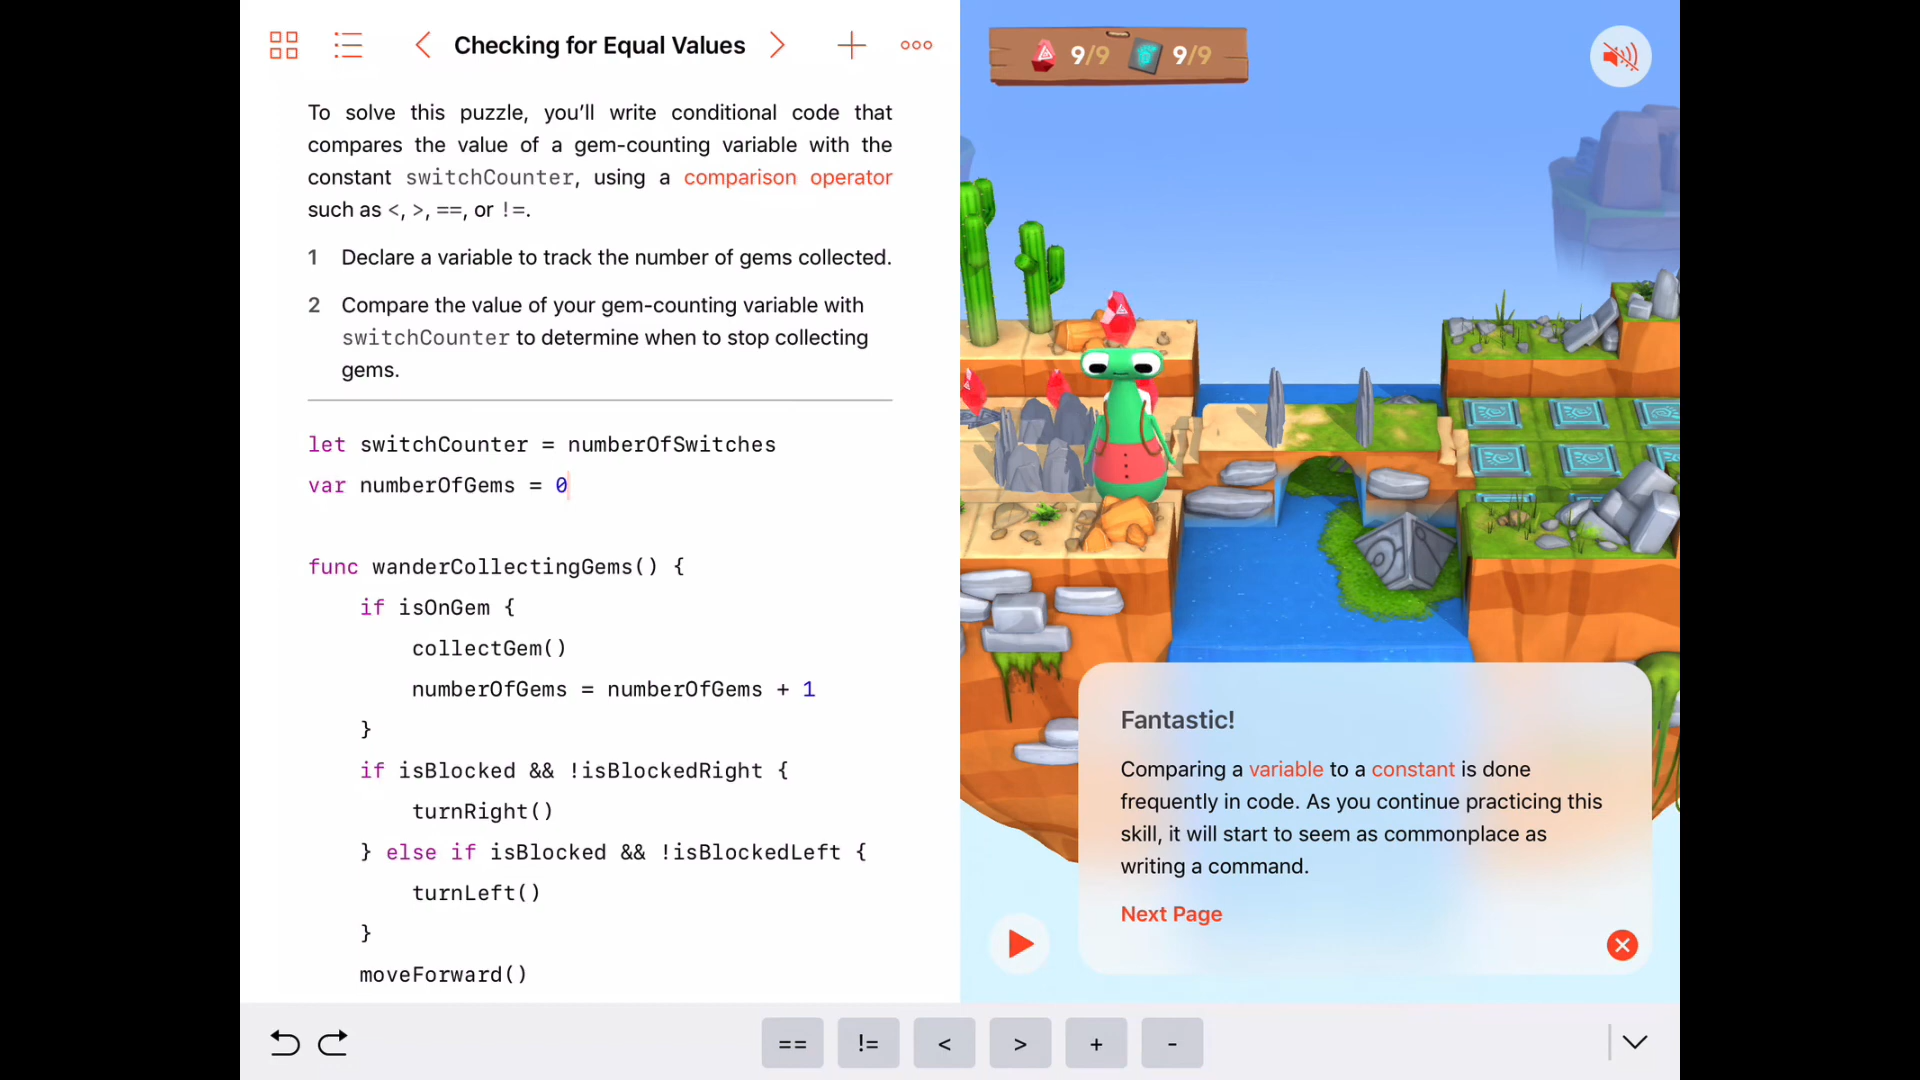 Checking for Equal Values
To solve this puzzle, you’ll write conditional code that
compares the value of a gem-counting variable with the
constant switchCounter, using a comparison operator
such as <, >, ==, or !=.
1 Declare a variable to track the number of gems collected.
2 Compare the value of your gem-counting variable with
switchCounter to determine when to stop collecting
gems.
let switchCounter = numberOfSwitches
var numberOfGems = 0
func wanderCollectingGems() {
if isOnGem {
collectGem()
numberOfGems = numberOfGems + 1
}
if isBlocked && !isBlockedRight {
turnRight()
} else if isBlocked && !isBlockedLeft {
turnLeft()
}
moveForward()
9/9 9/9
Fantastic!
Comparing a variable to a constant is done
frequently in code. As you continue practicing this
skill, it will start to seem as commonplace as
writing a command.
Next Page
== != < > + -